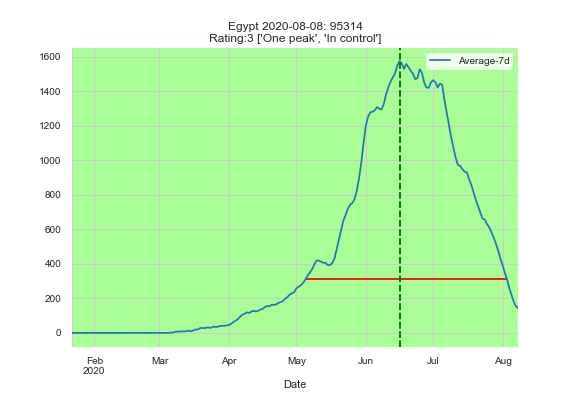 Egypt 2020-08-08: 95314
Rating:3 ['One peak', 'In control']
Average-7d
1600
1400
1200
1000
800
600
400
200
0
Feb
2020
Mar
Apr
May
Jun
Jul
Aug
Date